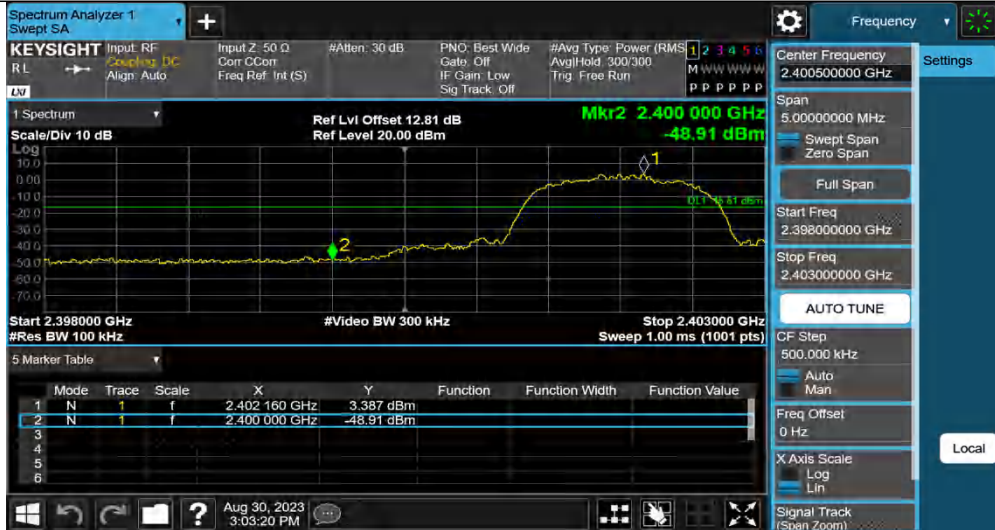 Spectrum Analyzer 1
Swept SA
Frequency
KEYSIGHT
RL
LXI
Input: RF
Coupling: DC
Align: Auto
Input Z: 50 Ω
Corr CCorr
Freq Ref: Int (S)
#Atten: 30 dB
PNO: Best Wide
Gate: Off
IF Gain: Low
Sig Track: Off
#Avg Type: Power (RMS
Avg|Hold: 300/300
Trig: Free Run
1 2 3 4 5 6
M W W W W W
P P P P P P
Center Frequency
2.400500000 GHz
Settings
1 Spectrum
Scale/Div 10 dB
Ref Lvl Offset 12.81 dB
Ref Level 20.00 dBm
Mkr2 2.400 000 GHz
-48.91 dBm
Span
5.00000000 MHz
Swept Span
Zero Span
Full Span
Log
10.0
0.00
-10.0
-20.0
-30.0
-40.0
-50.0
-60.0
-70.0
1
2
Start Freq
2.398000000 GHz
Stop Freq
2.403000000 GHz
AUTO TUNE
Start 2.398000 GHz
#Video BW 300 kHz
Stop 2.403000 GHz
#Res BW 100 kHz
Sweep 1.00 ms (1001 pts)
CF Step
500.000 kHz
Auto
Man
5 Marker Table
Mode Trace Scale X Y Function Function Width Function Value
1 N 1 f 2.402 160 GHz 3.387 dBm
2 N 1 f 2.400 000 GHz -48.91 dBm
3
4
5
6
Freq Offset
0 Hz
X Axis Scale
Log
Lin
Local
Signal Track
(Span Zoom)
?
Aug 30, 2023
3:03:20 PM